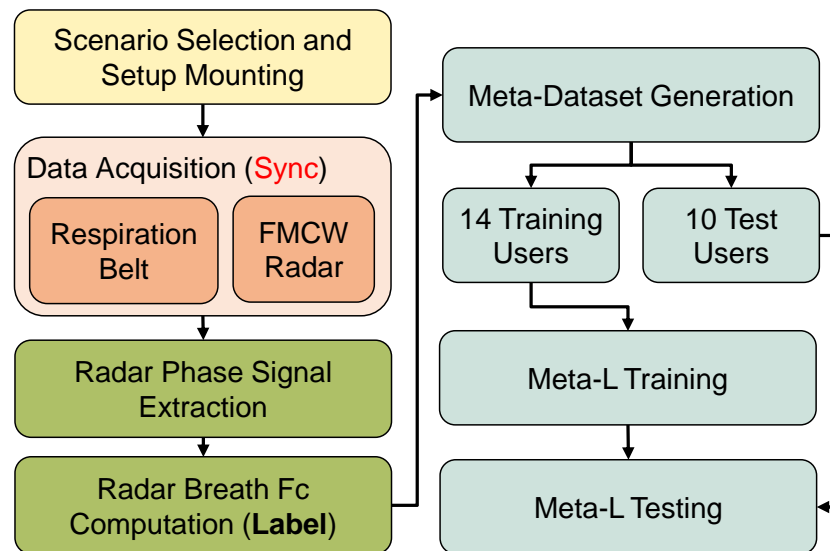 Scenario Selection and
Setup Mounting
Data Acquisition (Sync)
Respiration
Belt
FMCW
Radar
Radar Phase Signal
Extraction
Radar Breath Fc
Computation (Label)
Meta-Dataset Generation
14 Training
Users
10 Test
Users
Meta-L Training
Meta-L Testing